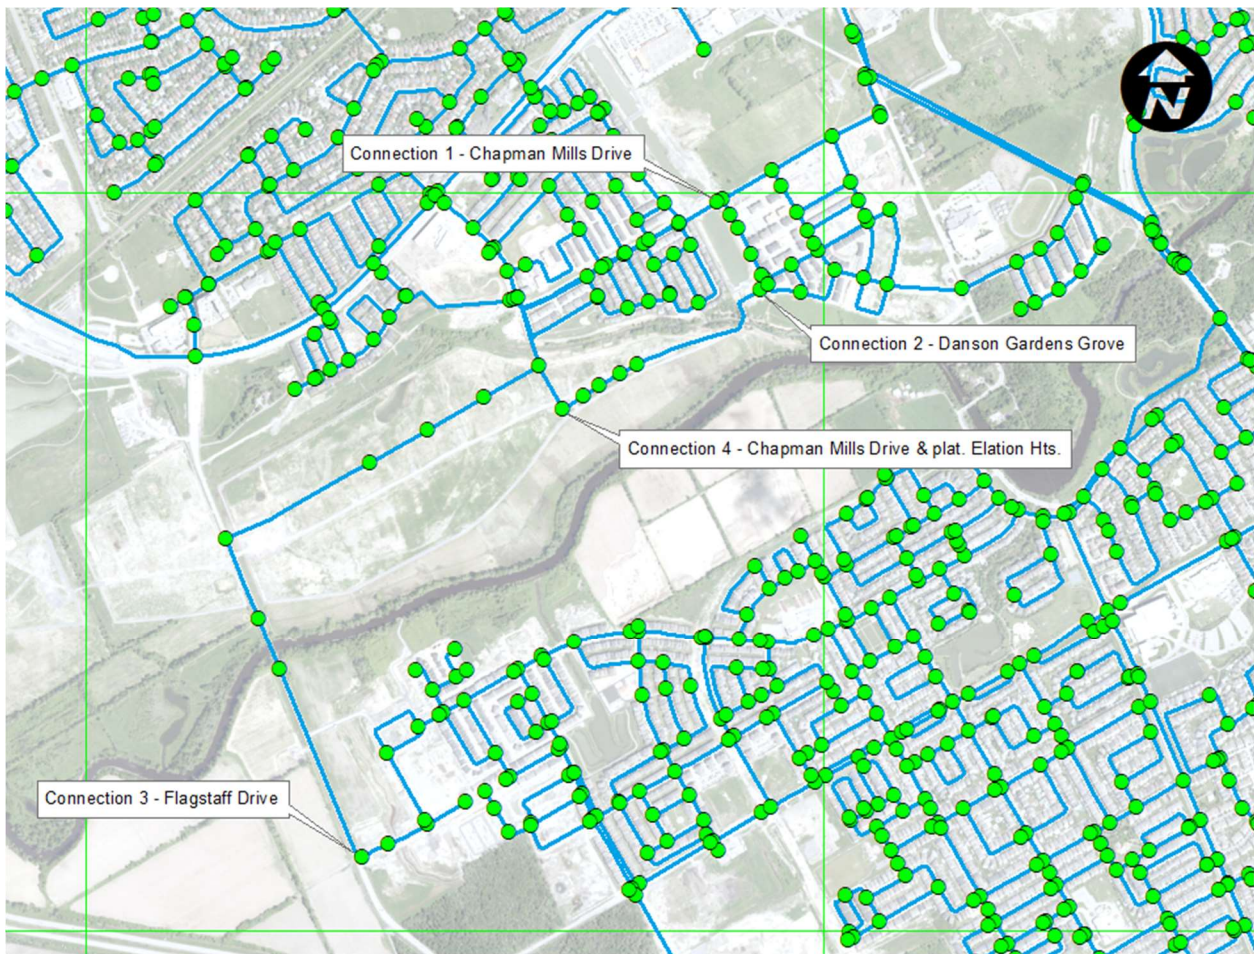 N
Connection 1 - Chapman Mills Drive
Connection 2 - Danson Gardens Grove
Connection 4 - Chapman Mills Drive & plat. Elation Hts.
Connection 3 - Flagstaff Drive